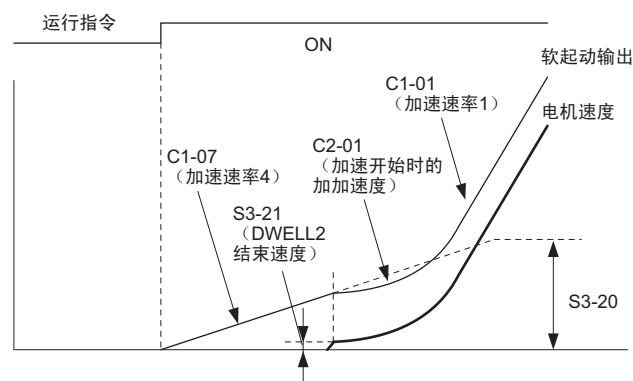 运行指令
ON
软起动输出
C1-01
（加速速率1）
电机速度
C2-01
（加速开始时的
加加速度）
C1-07
（加速速率4）
S3-21
（DWELL2
结束速度）
S3-20